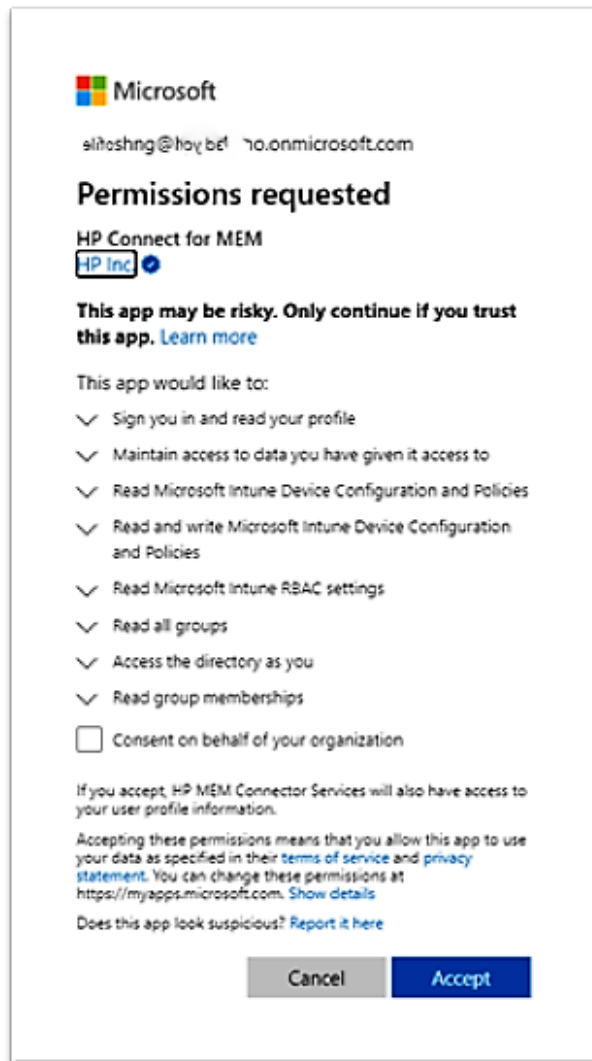 Microsoft
.onmicrosoft.com
Permissions requested
HP Connect for MEM
HP Inc.
This app may be risky. Only continue if you trust
this app. Learn more
This app would like to:
Sign you in and read your profile
Maintain access to data you have given it access to
Read Microsoft Intune Device Configuration and Policies
Read and write Microsoft Intune Device Configuration
and Policies
Read Microsoft Intune RBAC settings
Read all groups
Access the directory as you
Read group memberships
Consent on behalf of your organization
If you accept, HP MEM Connector Services will also have access to
your user profile information.
Accepting these permissions means that you allow this app to use
your data as specified in their terms of service and privacy
statement. You can change these permissions at
https://myapps.microsoft.com. Show details
Does this app look suspicious? Report it here
Cancel
Accept